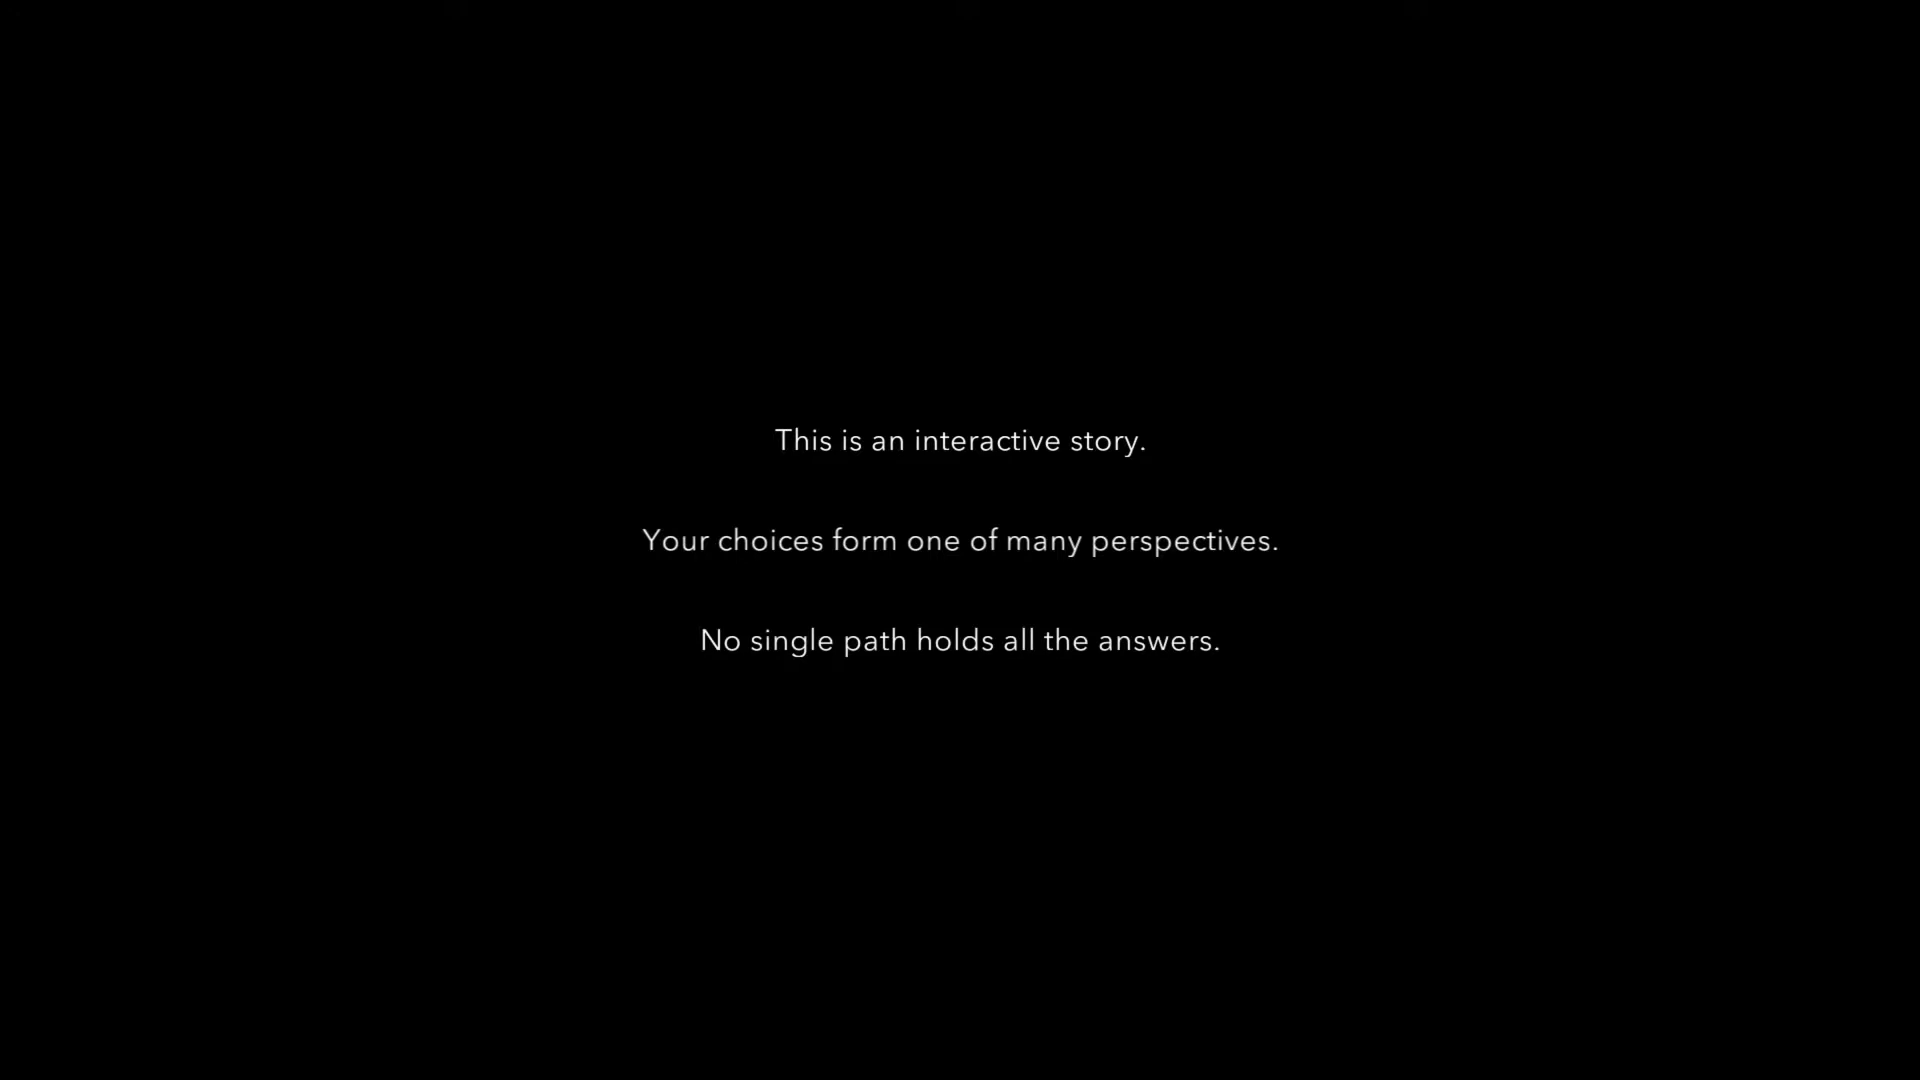 This is an interactive story.
Your choices form one of many perspectives.
No single path holds all the answers.